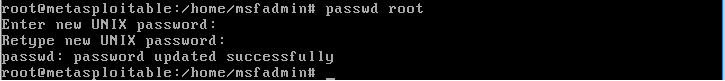 root@metasploitable:/home/msfadmin# passwd root
Enter new UNIX password:
Retype new UNIX password:
passwd: password updated successfully
root@metasploitable:/home/msfadmin# _